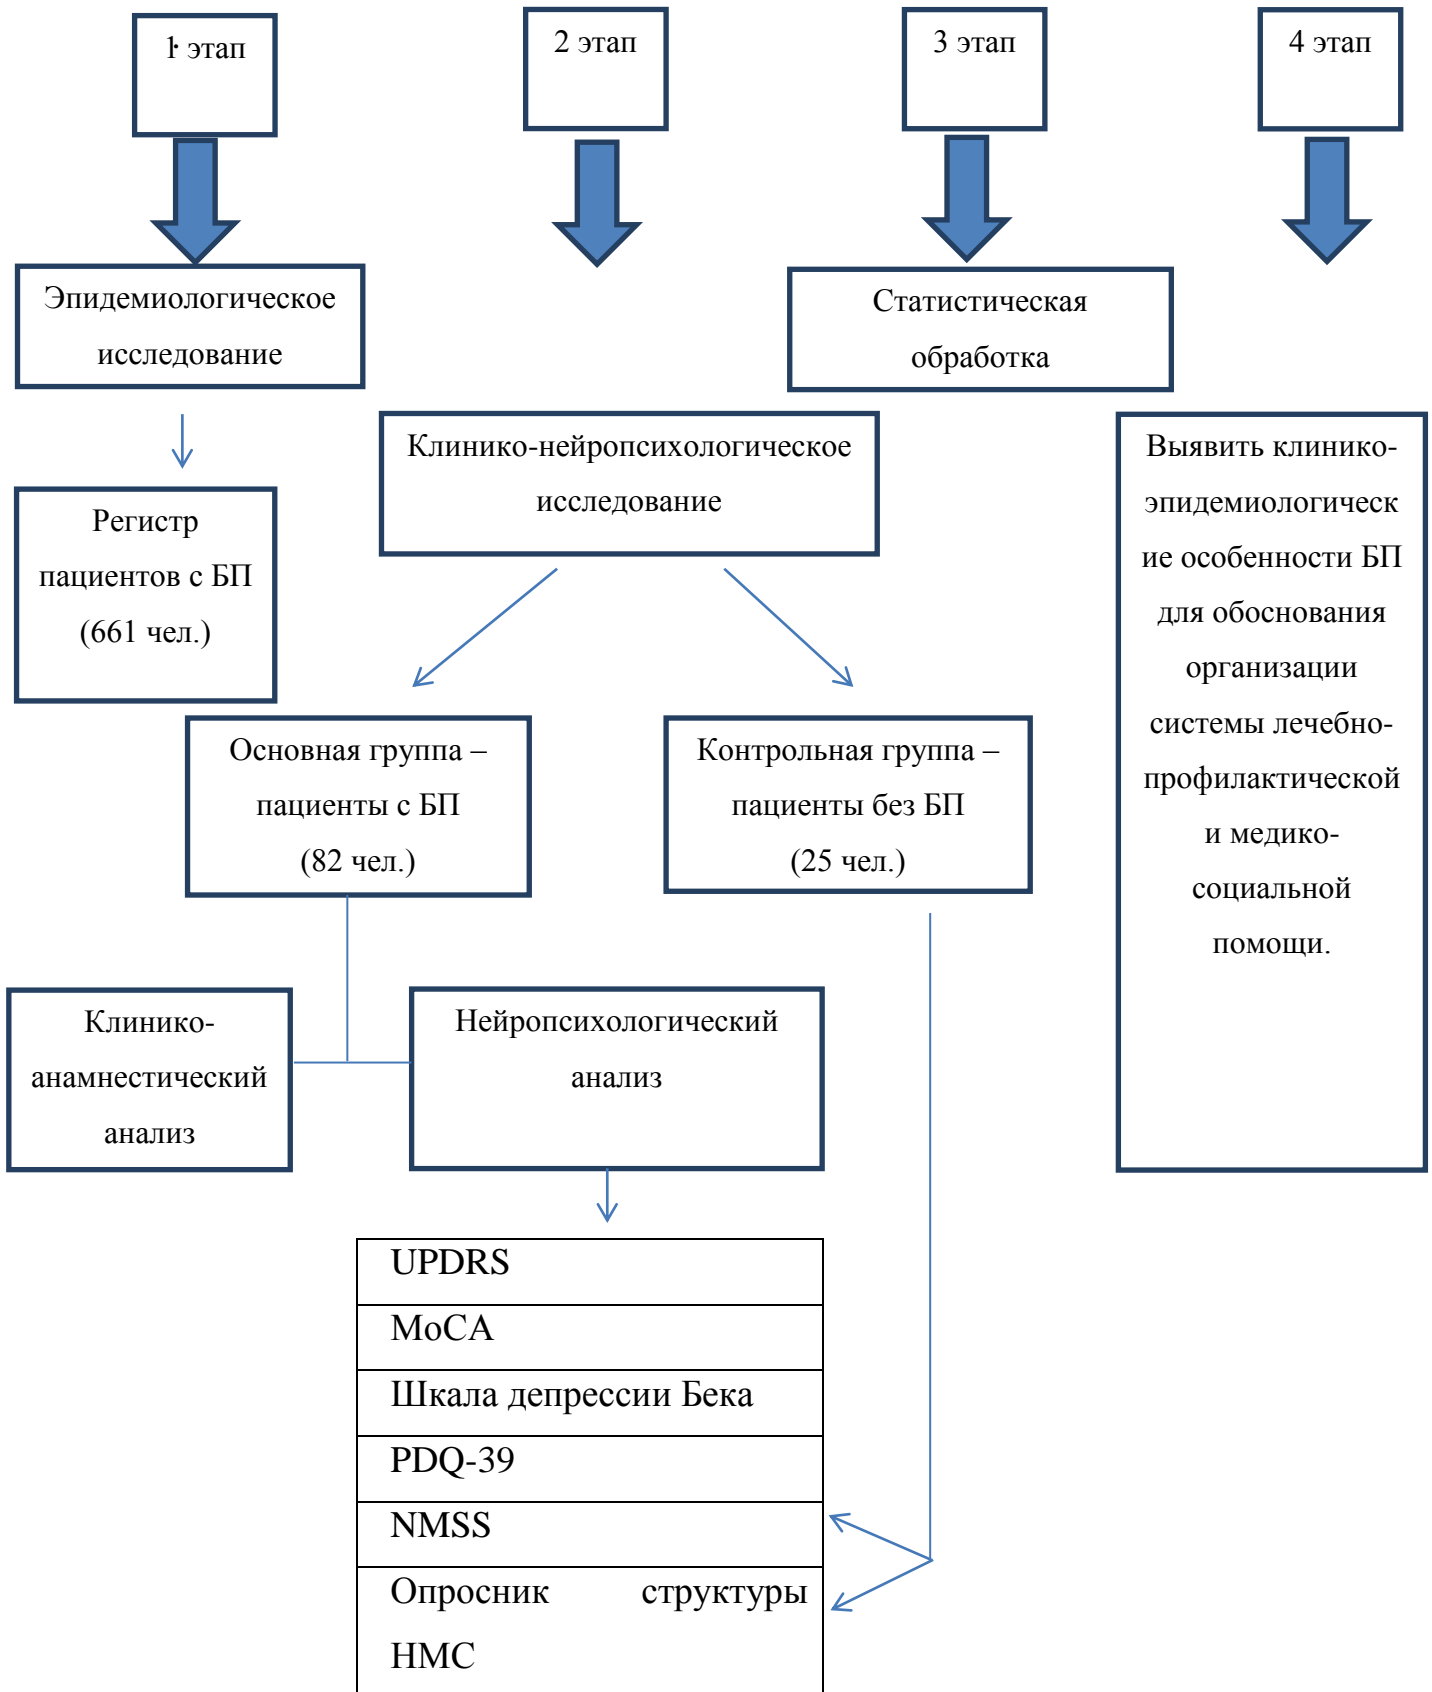 1 этап
2 этап
3 этап
4 этап
Эпидемиологическое
исследование
Статистическая
обработка
Клинико-нейропсихологическое
исследование
Регистр
пациентов с БП
(661 чел.)
Выявить клинико-
эпидемиологическ
ие особенности БП
для обоснования
организации
системы лечебно-
профилактической
и медико-
социальной
помощи.
Основная группа –
пациенты с БП
(82 чел.)
Контрольная группа –
пациенты без БП
(25 чел.)
Клинико-
анамнестический
анализ
Нейропсихологический
анализ
UPDRS
MoCA
Шкала депрессии Бека
PDQ-39
NMSS
Опросник структуры
НМС